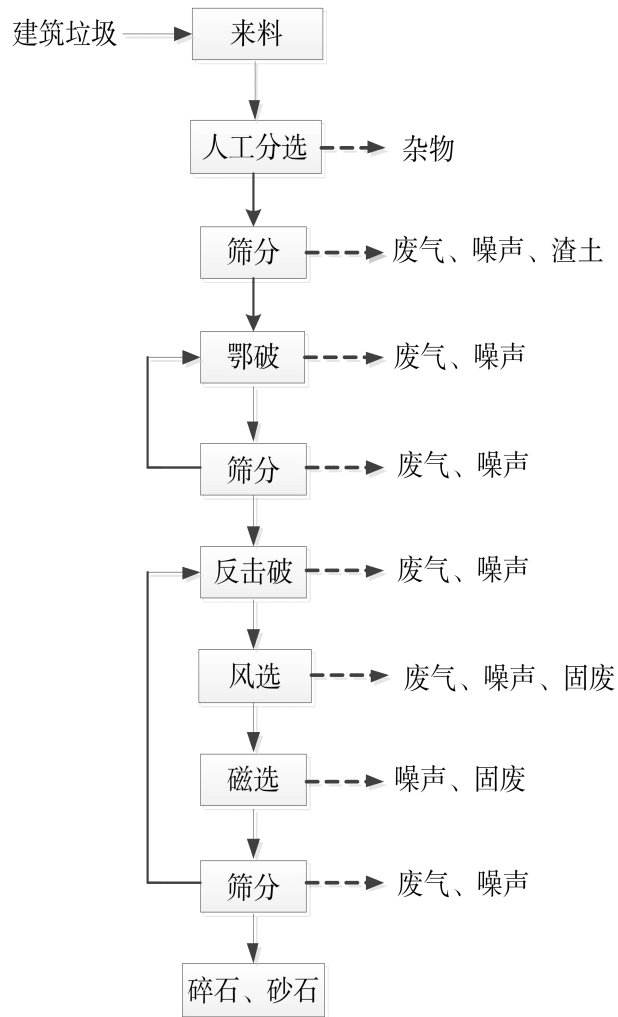 建筑垃圾 来料
人工分选 杂物
筛分 废气、噪声、渣土
鄂破 废气、噪声
筛分 废气、噪声
反击破 废气、噪声
风选 废气、噪声、固废
磁选 噪声、固废
筛分 废气、噪声
碎石、砂石